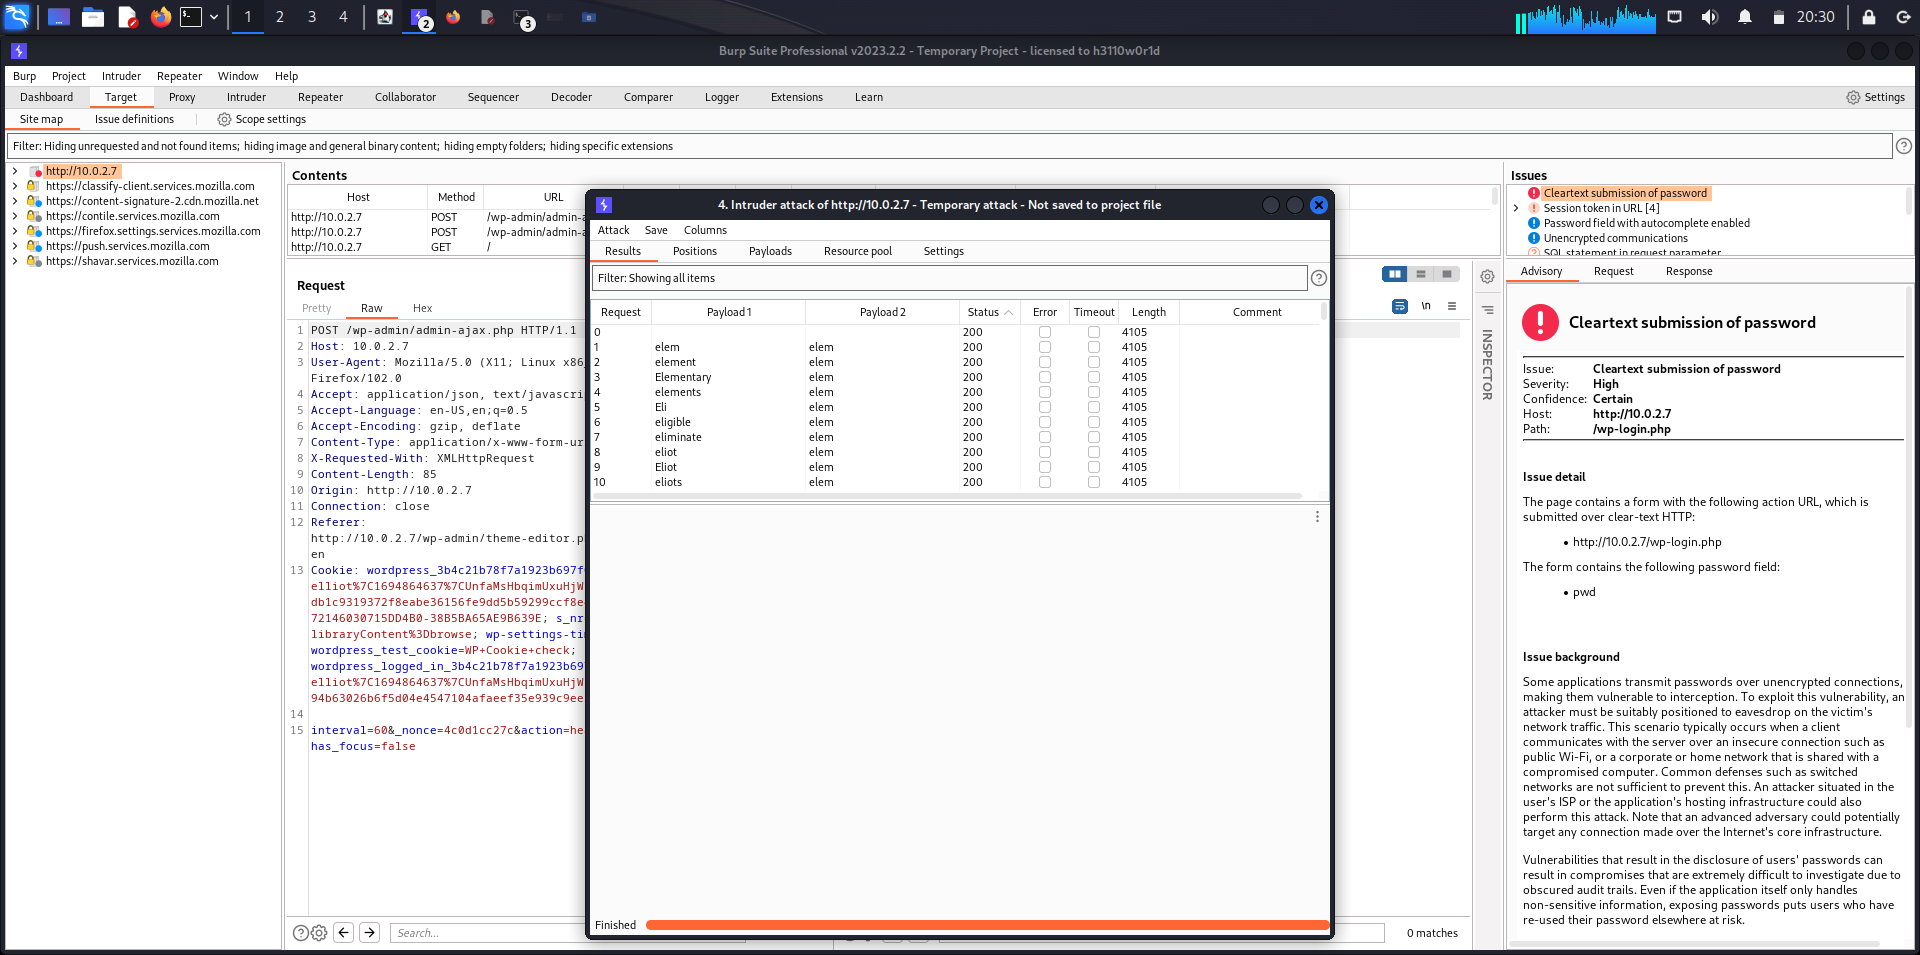 1 2 3 4 2 3 20:30
Burp Suite Professional v2023.2.2 - Temporary Project - licensed to h3110w0r1d
Burp Project Intruder Repeater Window Help
Dashboard Target Proxy Intruder Repeater Collaborator Sequencer Decoder Comparer Logger Extensions Learn Settings
Site map Issue definitions Scope settings
Filter: Hiding unrequested and not found items; hiding image and general binary content; hiding empty folders; hiding specific extensions
http://10.0.2.7
https://classify-client.services.mozilla.com
https://content-signature-2.cdn.mozilla.net
https://contile.services.mozilla.com
https://firefox.settings.services.mozilla.com
https://push.services.mozilla.com
https://shavar.services.mozilla.com
Contents
Host Method URL
http://10.0.2.7 POST /wp-admin/admin-a
http://10.0.2.7 POST /wp-admin/admin-a
http://10.0.2.7 GET /
Request
Pretty Raw Hex
\n
1 POST /wp-admin/admin-ajax.php HTTP/1.1
2 Host: 10.0.2.7
3 User-Agent: Mozilla/5.0 (X11; Linux x86
Firefox/102.0
4 Accept: application/json, text/javascri
5 Accept-Language: en-US,en;q=0.5
6 Accept-Encoding: gzip, deflate
7 Content-Type: application/x-www-form-ur
8 X-Requested-With: XMLHttpRequest
9 Content-Length: 85
10 Origin: http://10.0.2.7
11 Connection: close
12 Referer:
http://10.0.2.7/wp-admin/theme-editor.p
en
13 Cookie: wordpress_3b4c21b78f7a1923b697f
elliot%7C1694864637%7CUnfaMsHbqimUxuHjW
db1c9319372f8eabe36156fe9dd5b59299ccf8e
72146030715DD4B0-38B5BA65AE9B639E; s_nr
libraryContent%3Dbrowse; wp-settings-ti
wordpress_test_cookie=WP+Cookie+check;
wordpress_logged_in_3b4c21b78f7a1923b69
elliot%7C1694864637%7CUnfaMsHbqimUxuHjW
94b63026b6f5d04e4547104afaeef35e939c9ee
14
15 interval=60&_nonce=4c0d1cc27c&action=he
has_focus=false
Search...
0 matches
INSPECTOR
4. Intruder attack of http://10.0.2.7 - Temporary attack - Not saved to project file
Attack Save Columns
Results Positions Payloads Resource pool Settings
Filter: Showing all items
Request Payload 1 Payload 2 Status Error Timeout Length Comment
0 200 4105
1 elem elem 200 4105
2 element elem 200 4105
3 Elementary elem 200 4105
4 elements elem 200 4105
5 Eli elem 200 4105
6 eligible elem 200 4105
7 eliminate elem 200 4105
8 eliot elem 200 4105
9 Eliot elem 200 4105
10 eliots elem 200 4105
Finished
Issues
Cleartext submission of password
Session token in URL [4]
Password field with autocomplete enabled
Unencrypted communications
SQL statement in request parameter
Advisory Request Response
Cleartext submission of password
Issue: Cleartext submission of password
Severity: High
Confidence: Certain
Host: http://10.0.2.7
Path: /wp-login.php
Issue detail
The page contains a form with the following action URL, which is
submitted over clear-text HTTP:
• http://10.0.2.7/wp-login.php
The form contains the following password field:
• pwd
Issue background
Some applications transmit passwords over unencrypted connections,
making them vulnerable to interception. To exploit this vulnerability, an
attacker must be suitably positioned to eavesdrop on the victim's
network traffic. This scenario typically occurs when a client
communicates with the server over an insecure connection such as
public Wi-Fi, or a corporate or home network that is shared with a
compromised computer. Common defenses such as switched
networks are not sufficient to prevent this. An attacker situated in the
user's ISP or the application's hosting infrastructure could also
perform this attack. Note that an advanced adversary could potentially
target any connection made over the Internet's core infrastructure.
Vulnerabilities that result in the disclosure of users' passwords can
result in compromises that are extremely difficult to investigate due to
obscured audit trails. Even if the application itself only handles
non-sensitive information, exposing passwords puts users who have
re-used their password elsewhere at risk.